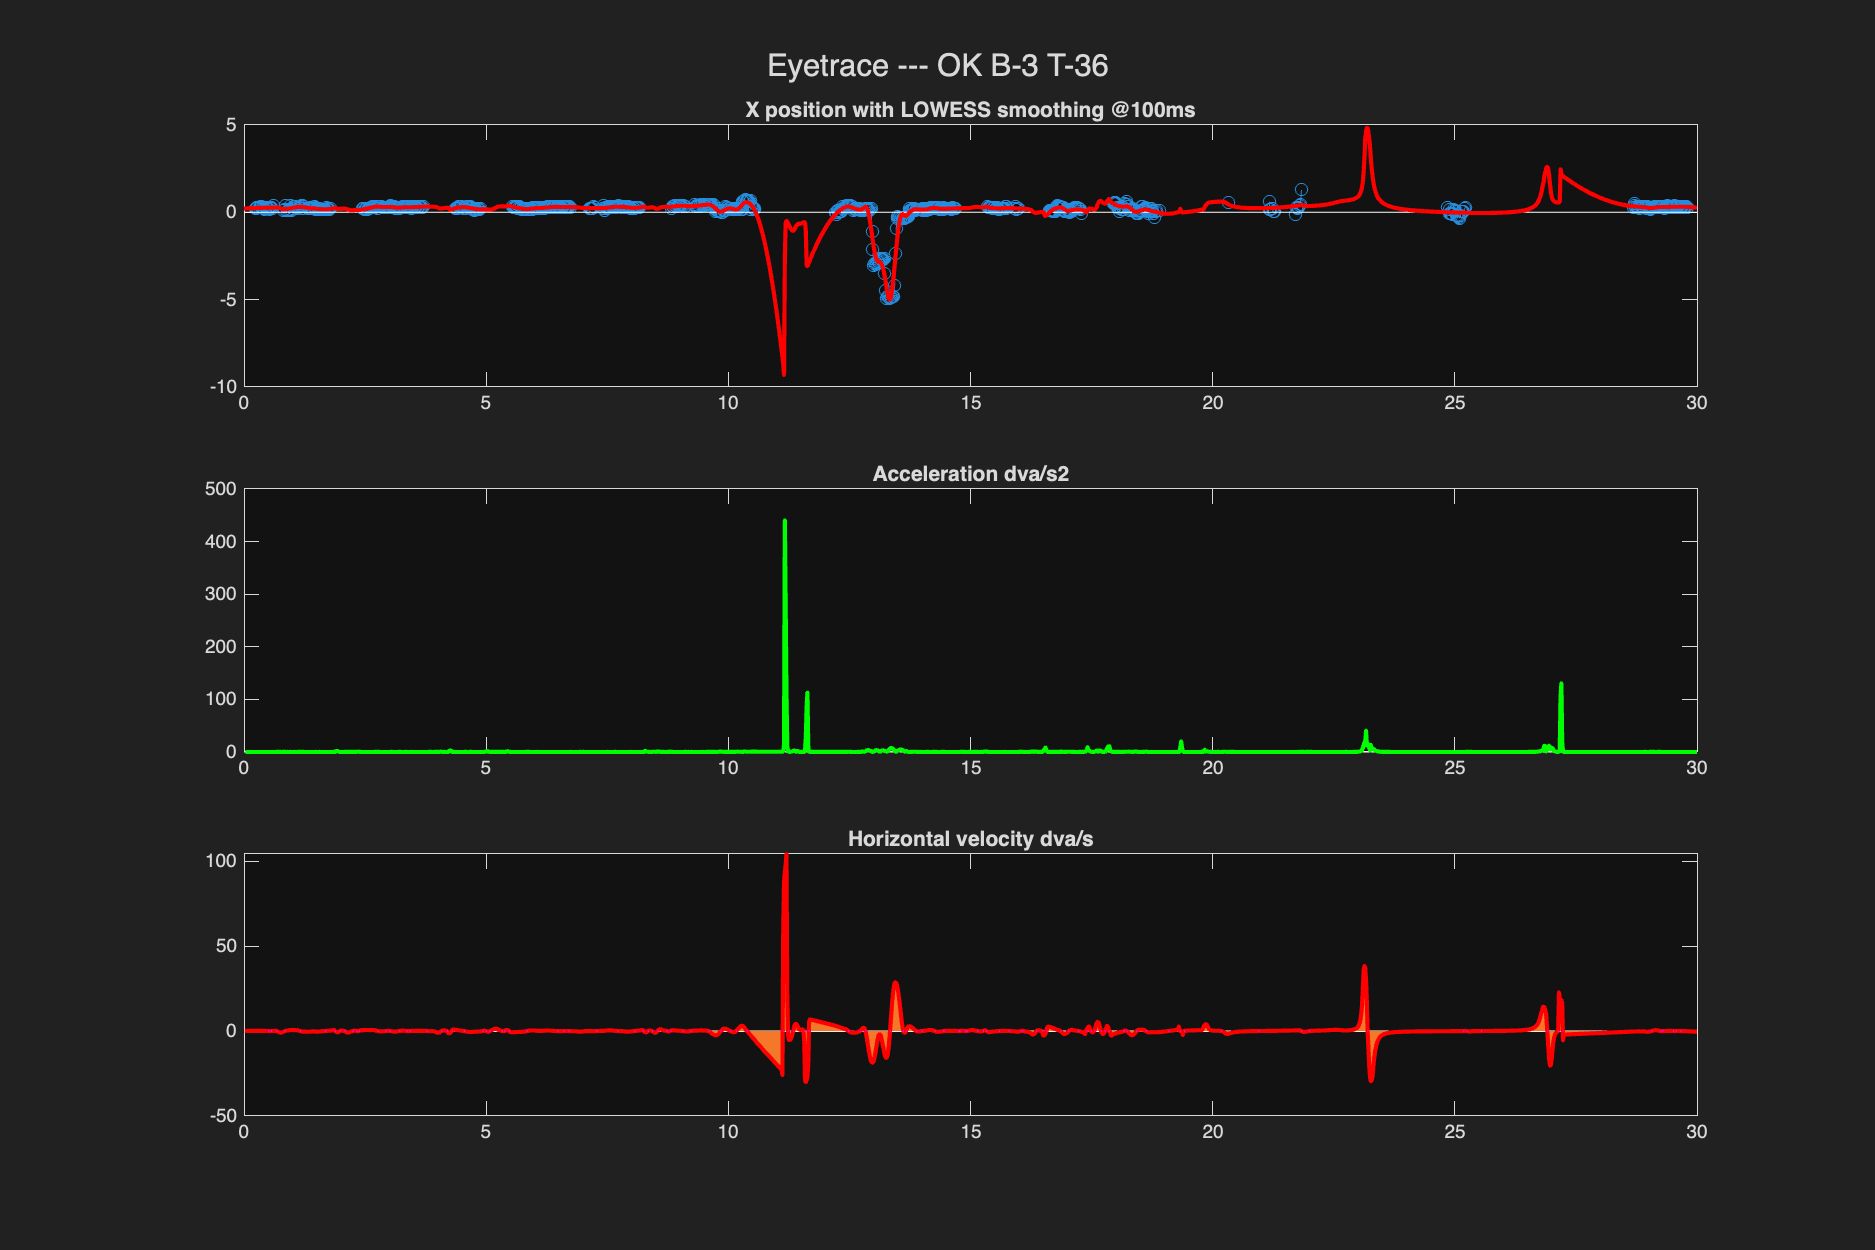 Eyetrace --- OK B-3 T-36
X position with LOWESS smoothing @100ms
5
0
-5
-10
0 5 10 15 20 25 30
Acceleration dva/s2
500
400
300
200
100
0
0 5 10 15 20 25 30
Horizontal velocity dva/s
100
50
0
-50
0 5 10 15 20 25 30